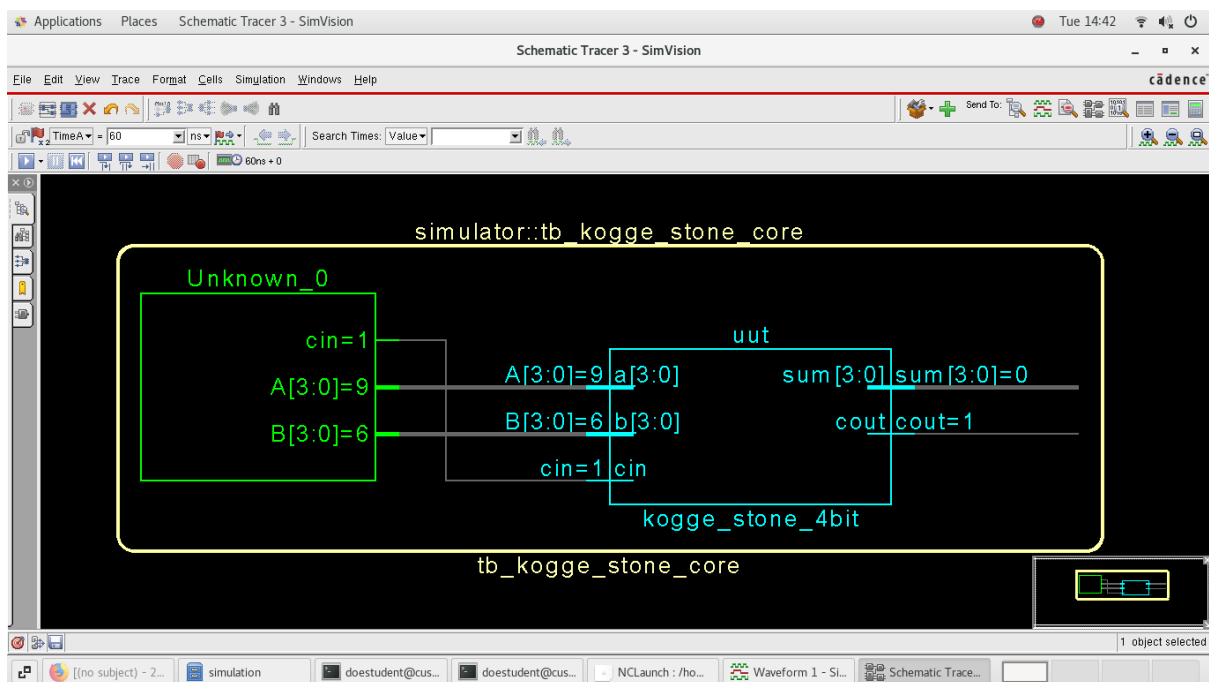 Applications Places Schematic Tracer 3 - SimVision Tue 14:42
Schematic Tracer 3 - SimVision
File Edit View Trace Format Cells Simulation Windows Help cādence
Send To:
TimeA = 60 ns Search Times: Value
60ns + 0
simulator::tb_kogge_stone_core
Unknown_0
uut
cin=1
A[3:0]=9 A[3:0]=9 a[3:0] sum[3:0] sum[3:0]=0
B[3:0]=6 B[3:0]=6 b[3:0] cout cout=1
cin=1 cin
kogge_stone_4bit
tb_kogge_stone_core
1 object selected
[(no subject) - 2... simulation doestudent@cus... doestudent@cus... NCLaunch : /ho... Waveform 1 - Si... Schematic Trace...